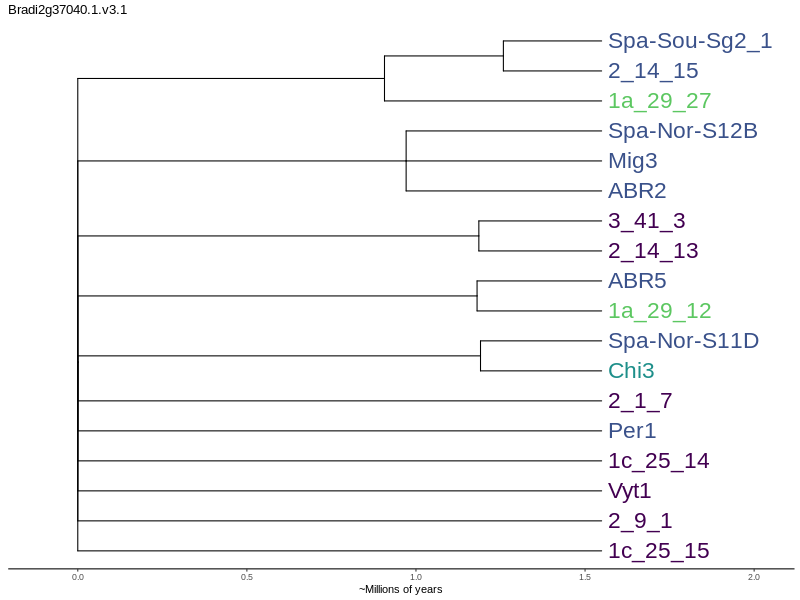 Bradi2g37040.1.v3.1
Spa-Sou-Sg2_1
2_14_15
1a_29_27
Spa-Nor-S12B
Mig3
ABR2
3_41_3
2_14_13
ABR5
1a_29_12
Spa-Nor-S11D
Chi3
2_1_7
Per1
1c_25_14
Vyt1
2_9_1
1c_25_15
0.0 0.5 1.0 1.5 2.0
~Millions of years